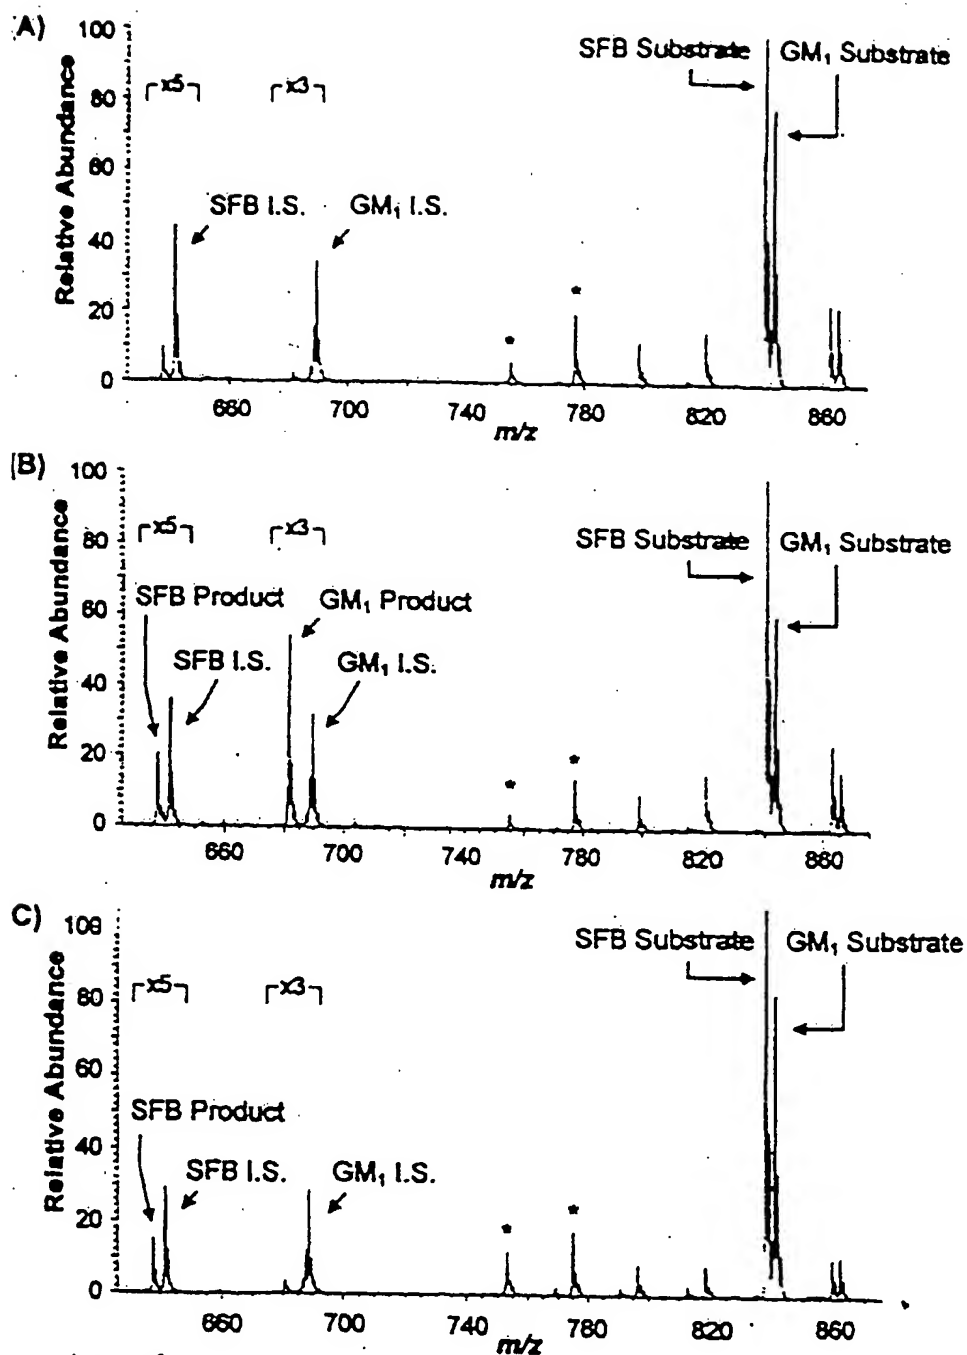 A)
Relative Abundance
100
80
60
40
20
0
x5
x3
SFB I.S.
GM₁ I.S.
SFB Substrate
GM₁ Substrate
*
*
660
700
740
780
820
860
m/z
(B)
Relative Abundance
100
80
60
40
20
0
x5
x3
SFB Product
SFB I.S.
GM₁ Product
GM₁ I.S.
SFB Substrate
GM₁ Substrate
*
*
660
700
740
780
820
860
m/z
C)
Relative Abundance
100
80
60
40
20
0
x5
x3
SFB Product
SFB I.S.
GM₁ I.S.
SFB Substrate
GM₁ Substrate
*
*
660
700
740
780
820
860
m/z